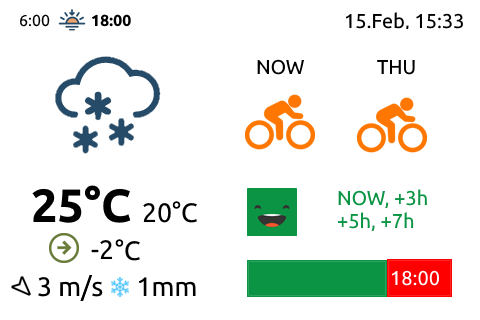 6:00 18:00
15.Feb, 15:33
NOW THU
25°C 20°C
-2°C
3 m/s 1mm
NOW, +3h
+5h, +7h
18:00